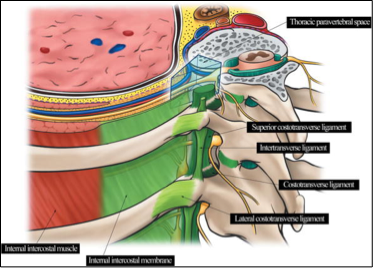 Thoracic paravertebral space
Superior costotransverse ligament
Intertransverse ligament
Costotransverse ligament
Lateral costotransverse ligament
Internal intercostal muscle
Internal intercostal membrane